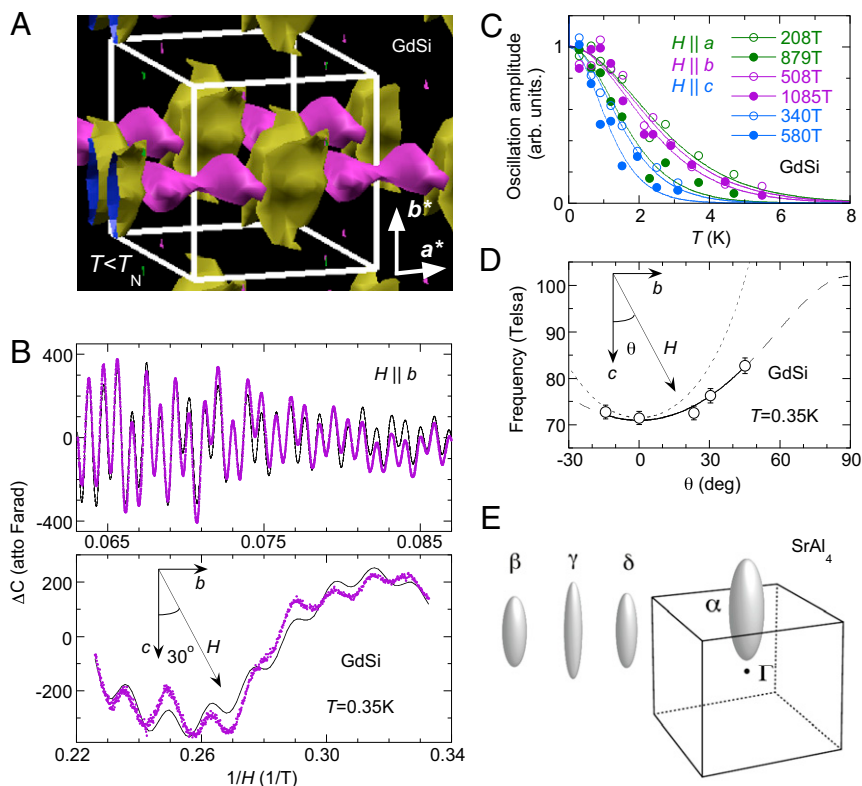 A
GdSi
b*
a*
T<T_N
B
H || b
400
0
-400
0.065
0.075
0.085
ΔC (atto Farad)
200
0
-200
b
c
30°
H
GdSi
T=0.35K
0.22
0.26
0.30
0.34
1/H (1/T)
C
Oscillation amplitude
(arb. units.)
1
0
H || a
H || b
H || c
208T
879T
508T
1085T
340T
580T
GdSi
0
2
4
6
8
T (K)
D
Frequency (Telsa)
100
90
80
70
b
c
θ
H
GdSi
T=0.35K
-30
0
30
60
90
θ (deg)
E
SrAl4
β
γ
δ
α
Γ